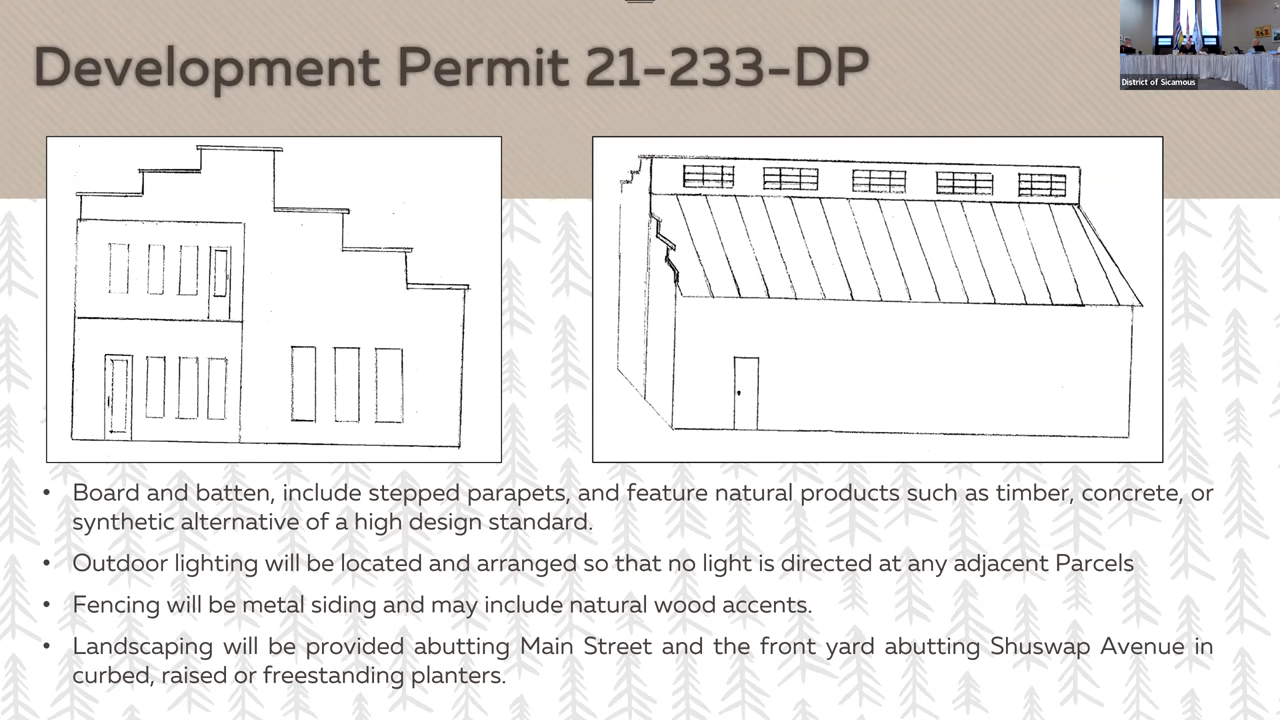 Development Permit 21-233-DP
District of Sicamous
• Board and batten, include stepped parapets, and feature natural products such as timber, concrete, or
synthetic alternative of a high design standard.
• Outdoor lighting will be located and arranged so that no light is directed at any adjacent Parcels
• Fencing will be metal siding and may include natural wood accents.
• Landscaping will be provided abutting Main Street and the front yard abutting Shuswap Avenue in
curbed, raised or freestanding planters.